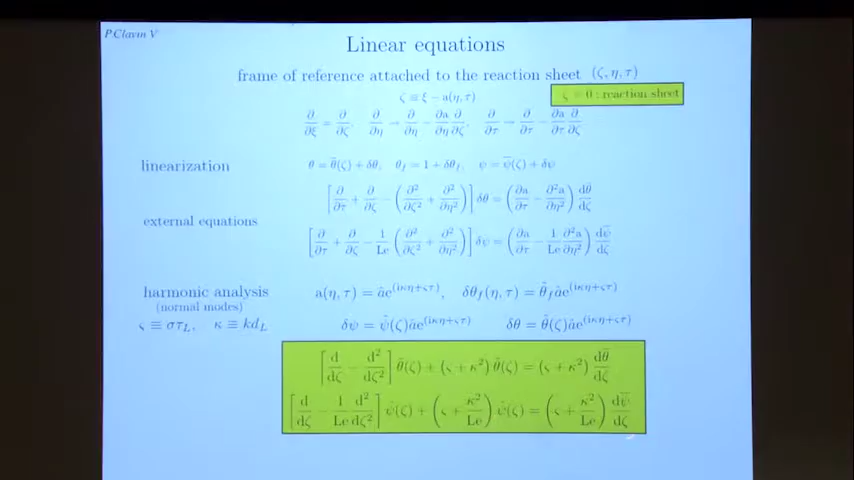 P.Clavin V
Linear equations
frame of reference attached to the reaction sheet (ζ, η, τ)
ζ ≡ ξ − a(η, τ)
ζ = 0 : reaction sheet
∂/∂ξ = ∂/∂ζ, ∂/∂η → ∂/∂η − ∂a/∂η ∂/∂ζ, ∂/∂τ → ∂/∂τ − ∂a/∂τ ∂/∂ζ
linearization θ = θ̄(ζ) + δθ, θ_f = 1 + δθ_f, ψ = ψ̄(ζ) + δψ
[∂/∂τ + ∂/∂ζ − (∂²/∂ζ² + ∂²/∂η²)] δθ = (∂a/∂τ − ∂²a/∂η²) dθ̄/dζ
external equations
[∂/∂τ + ∂/∂ζ − 1/Le (∂²/∂ζ² + ∂²/∂η²)] δψ = (∂a/∂τ − 1/Le ∂²a/∂η²) dψ̄/dζ
harmonic analysis a(η, τ) = âe^(iκη+ςτ), δθ_f(η, τ) = θ̂_f âe^(iκη+ςτ)
(normal modes)
ς ≡ στ_L, κ ≡ kd_L δψ = ψ̂(ζ)âe^(iκη+ςτ) δθ = θ̂(ζ)âe^(iκη+ςτ)
[d/dζ − d²/dζ²] θ̂(ζ) + (ς + κ²) θ̂(ζ) = (ς + κ²) dθ̄/dζ
[d/dζ − 1/Le d²/dζ²] ψ̂(ζ) + (ς + κ²/Le) ψ̂(ζ) = (ς + κ²/Le) dψ̄/dζ